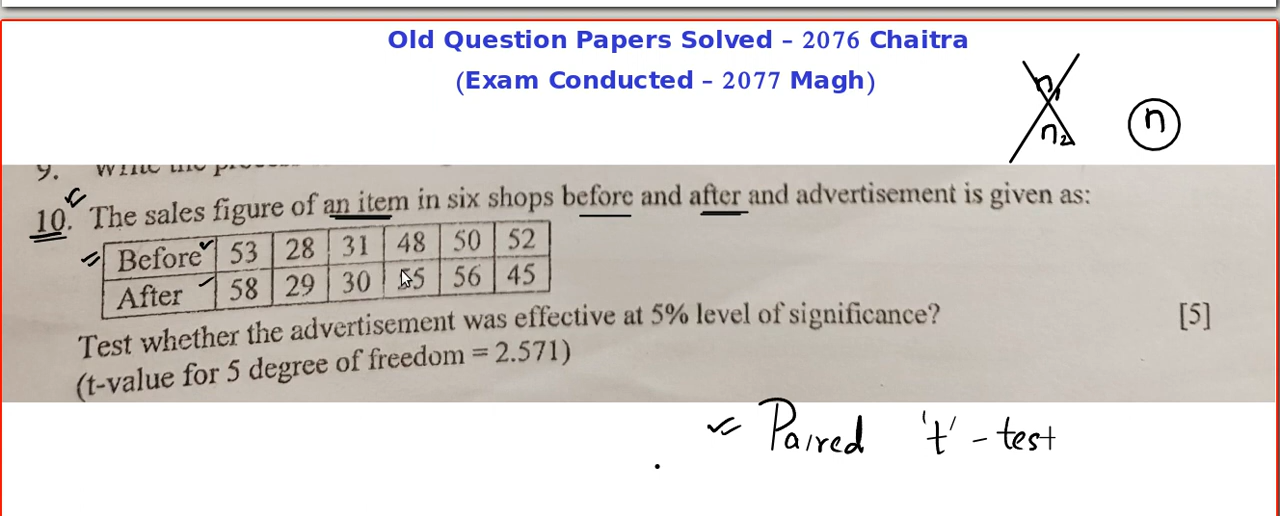 Old Question Papers Solved – 2076 Chaitra
(Exam Conducted – 2077 Magh)
n1
n2
n
9. Write the
10. The sales figure of an item in six shops before and after and advertisement is given as:
Before 53 28 31 48 50 52
After 58 29 30 55 56 45
Test whether the advertisement was effective at 5% level of significance? [5]
(t-value for 5 degree of freedom = 2.571)
Paired 't' - test